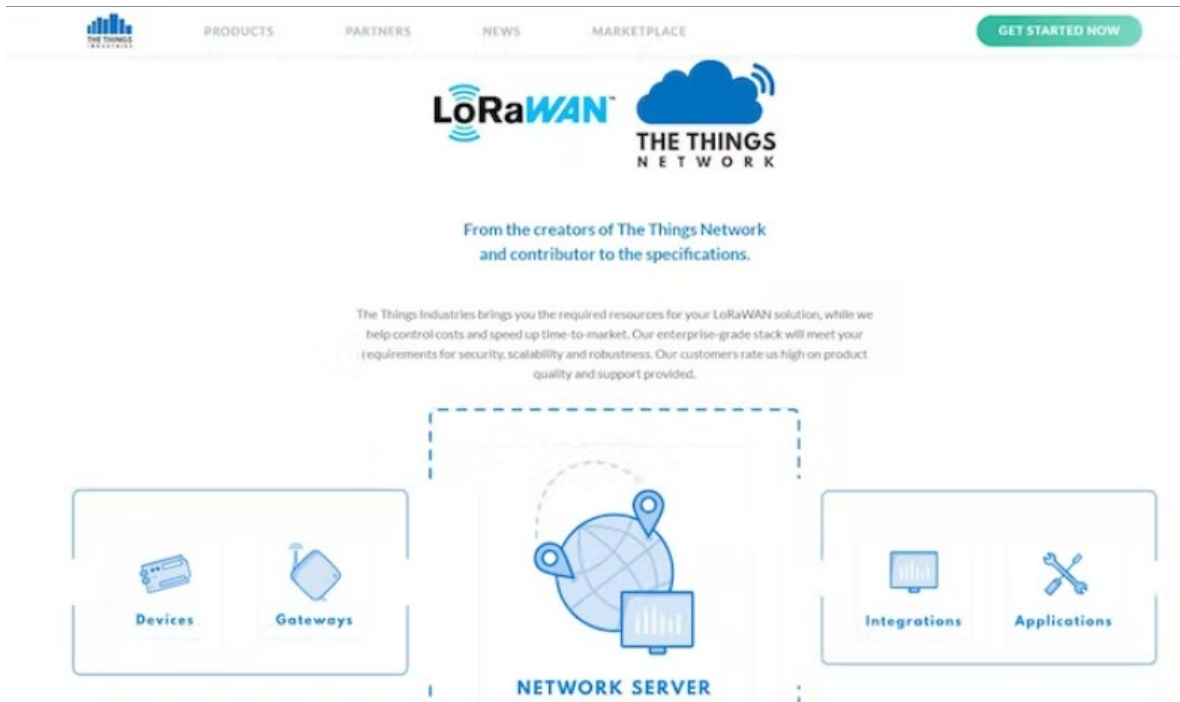 THE THINGS
INDUSTRIES
PRODUCTS
PARTNERS
NEWS
MARKETPLACE
GET STARTED NOW
LoRaWAN™
THE THINGS
NETWORK
From the creators of The Things Network
and contributor to the specifications.
The Things Industries brings you the required resources for your LoRaWAN solution, while we
help control costs and speed up time-to-market. Our enterprise-grade stack will meet your
requirements for security, scalability and robustness. Our customers rate us high on product
quality and support provided.
Devices
Gateways
NETWORK SERVER
Integrations
Applications